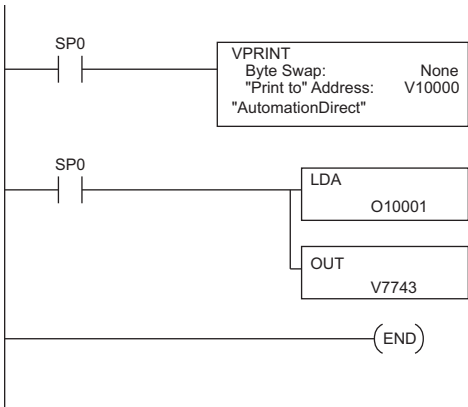 SP0
VPRINT
Byte Swap: None
"Print to" Address: V10000
"AutomationDirect"
SP0
LDA
O10001
OUT
V7743
END